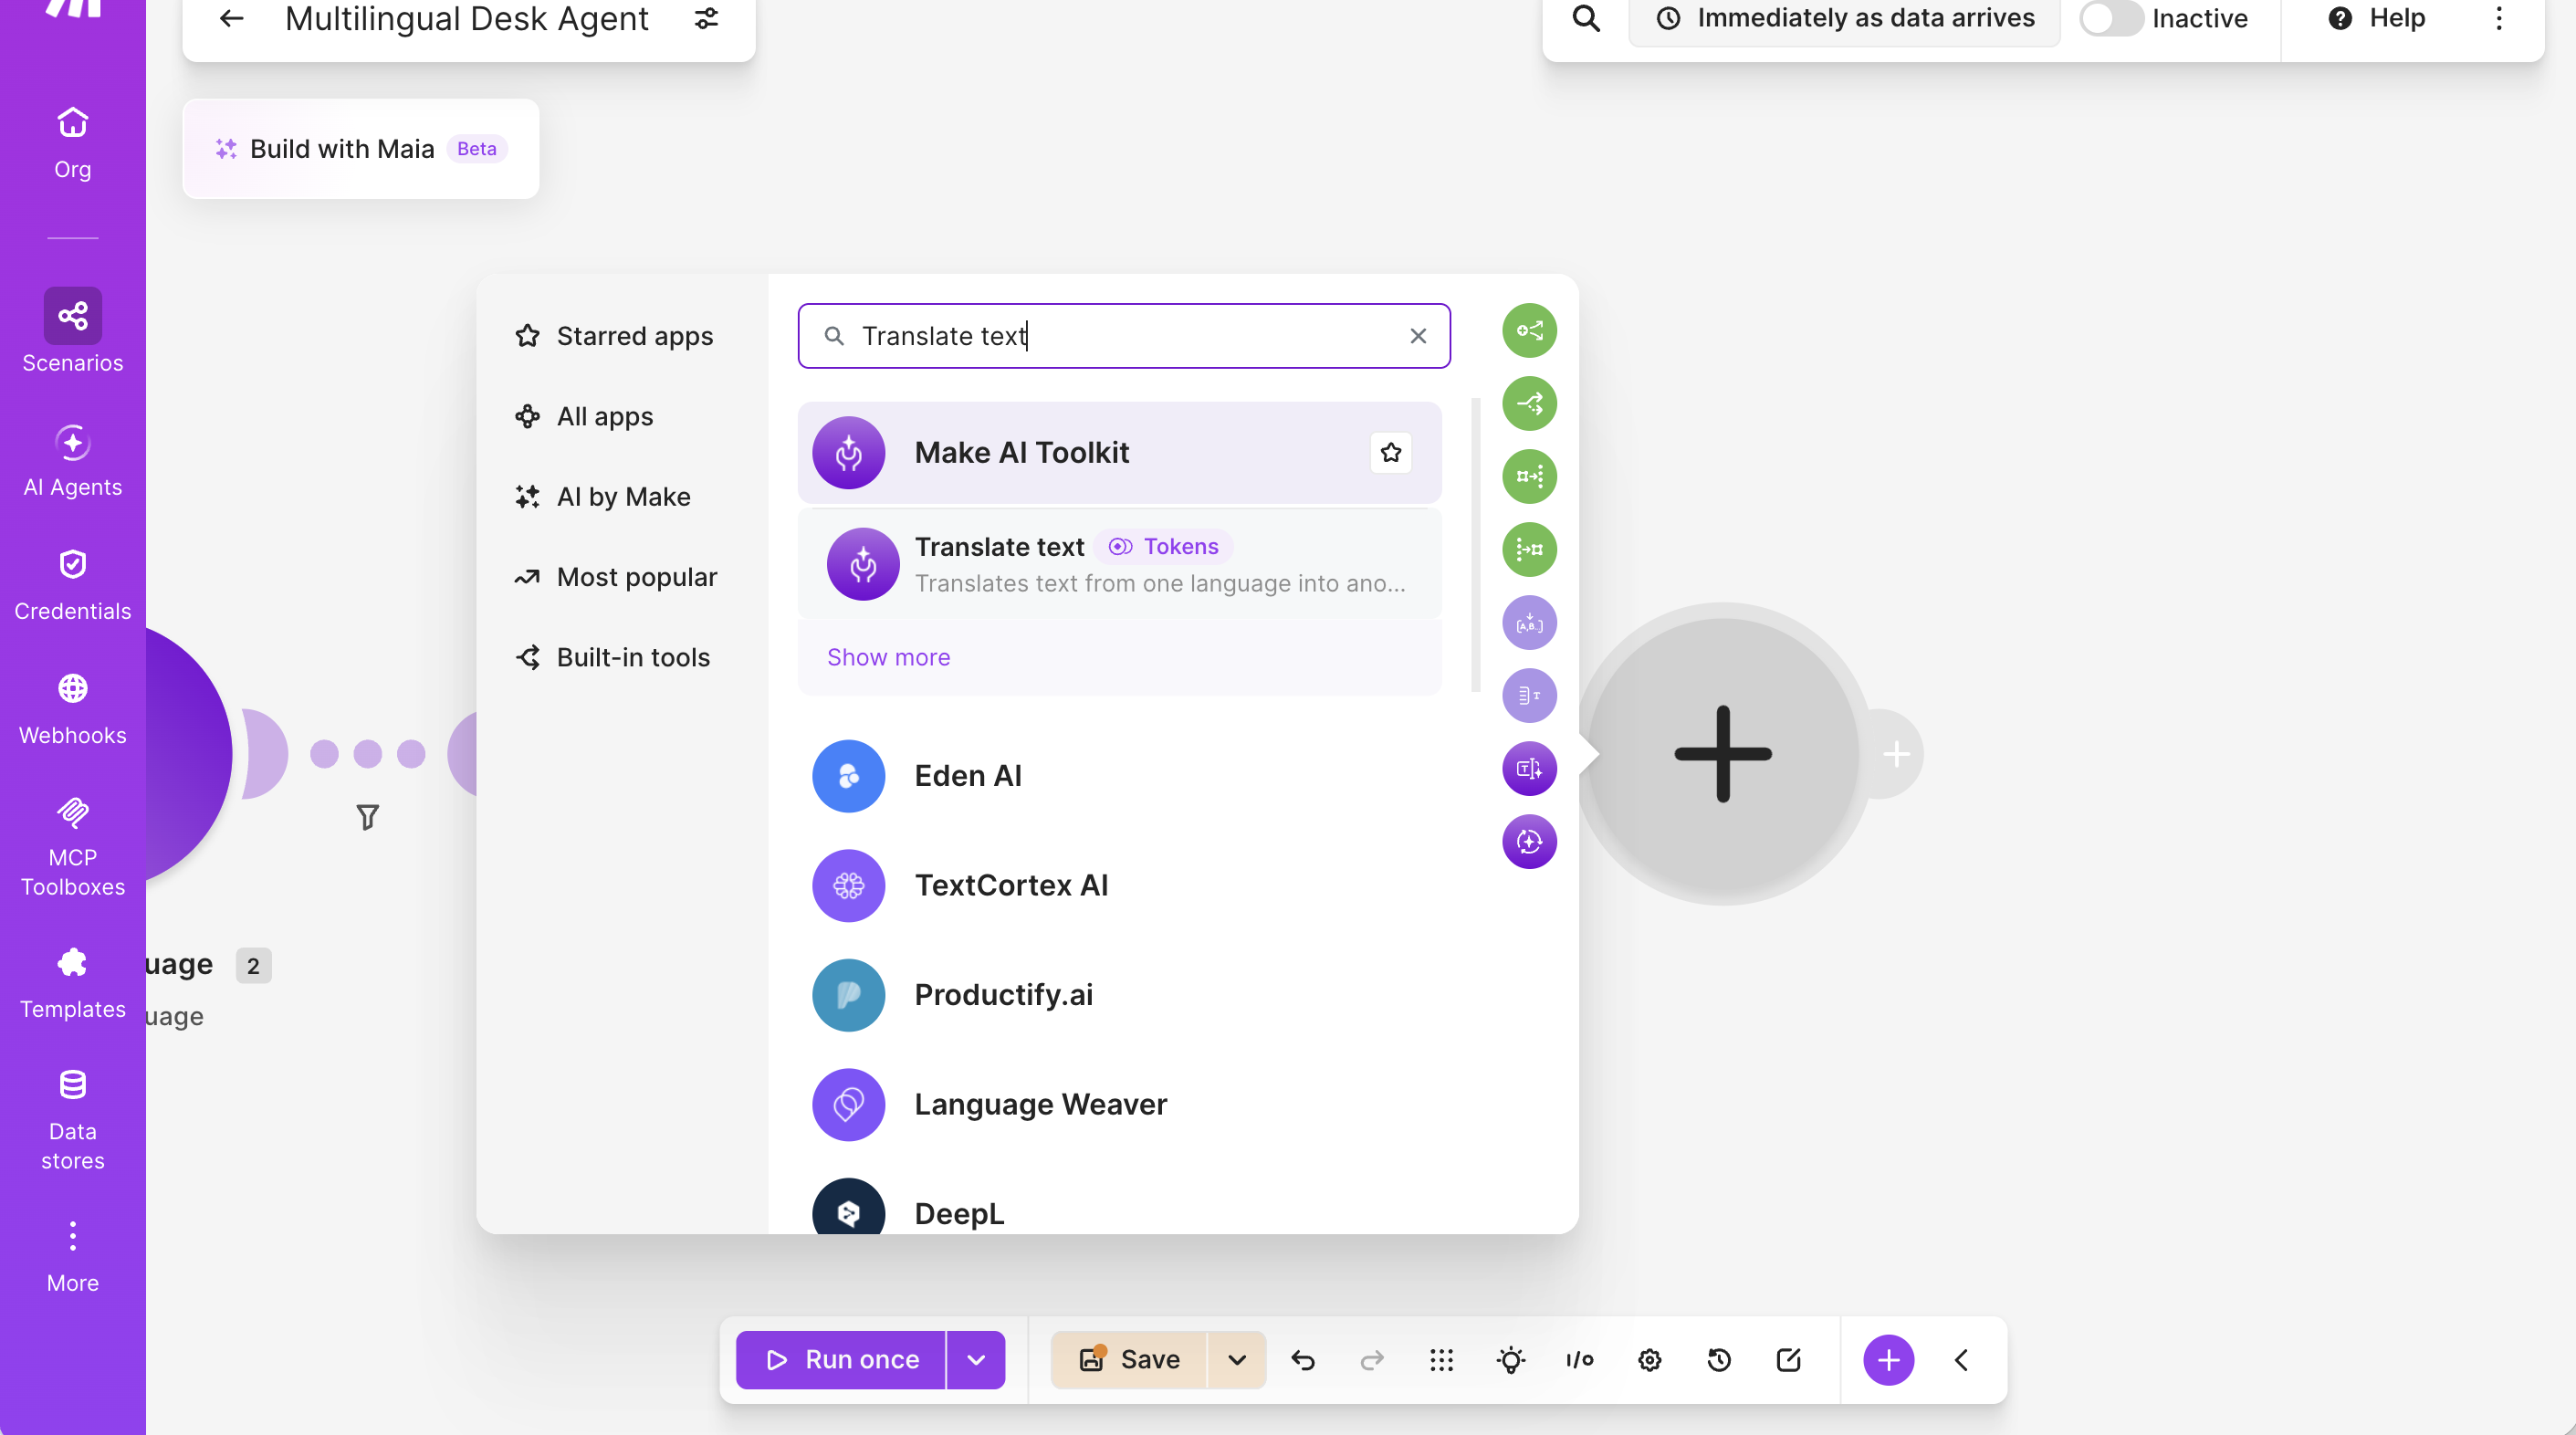 Multilingual Desk Agent
Immediately as data arrives
Inactive
Help
Build with Maia Beta
Org
Scenarios
AI Agents
Credentials
Webhooks
MCP
Toolboxes
Templates
Data
stores
More
Starred apps
All apps
AI by Make
Most popular
Built-in tools
Translate text
Make AI Toolkit
Translate text Tokens
Translates text from one language into ano...
Show more
Eden AI
TextCortex AI
Productify.ai
Language Weaver
DeepL
uage 2
uage
Run once
Save
I/O